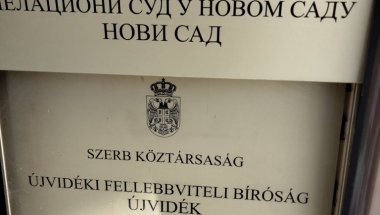 ЕЛАЦИОНИ СУД У НОВОМ САДУ
НОВИ САД
SZERB KÖZTÁRSASÁG
ÚJVIDÉKI FELLEBBVITELI BÍRÓSÁG
ÚJVIDÉK